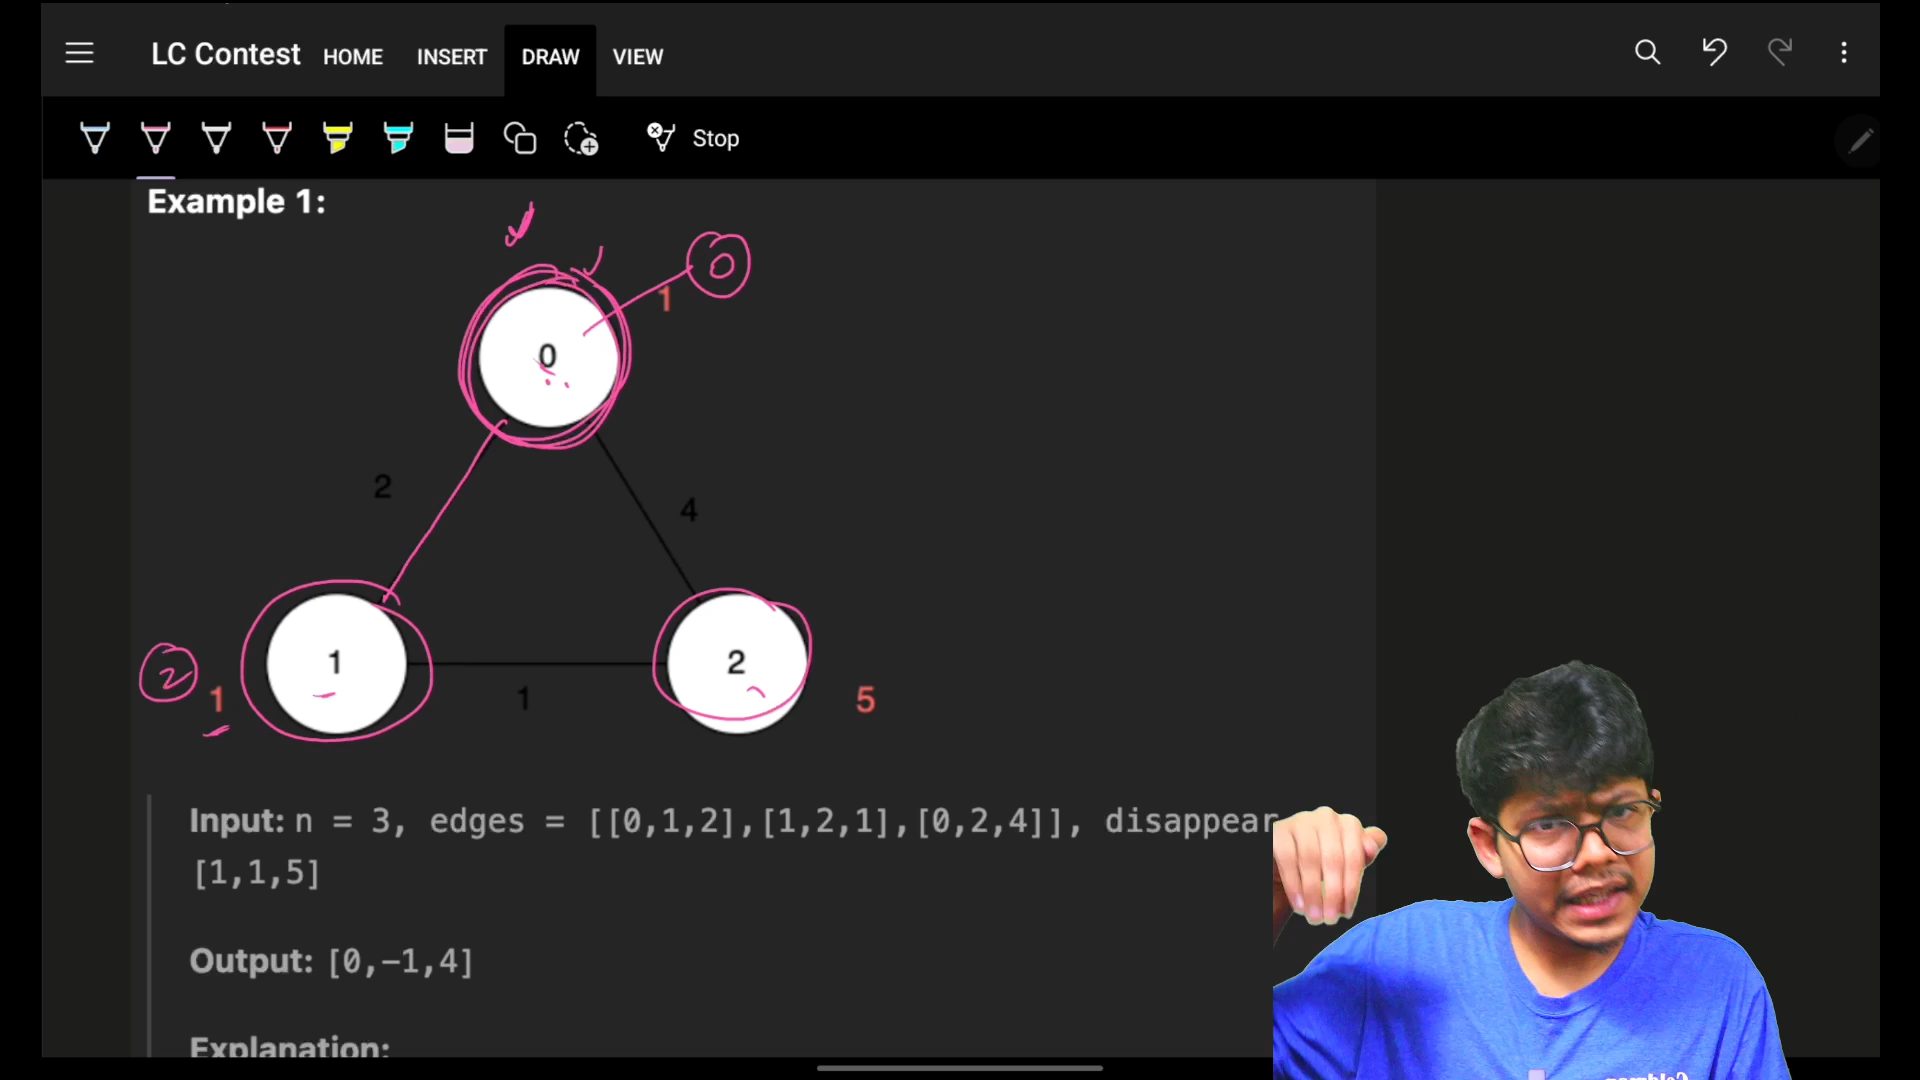 LC Contest HOME INSERT DRAW VIEW
Stop
Example 1:
0
1
0
2
4
1
2
2
1
1
5
Input: n = 3, edges = [[0,1,2],[1,2,1],[0,2,4]], disappear
[1,1,5]
Output: [0,-1,4]
Explanation: